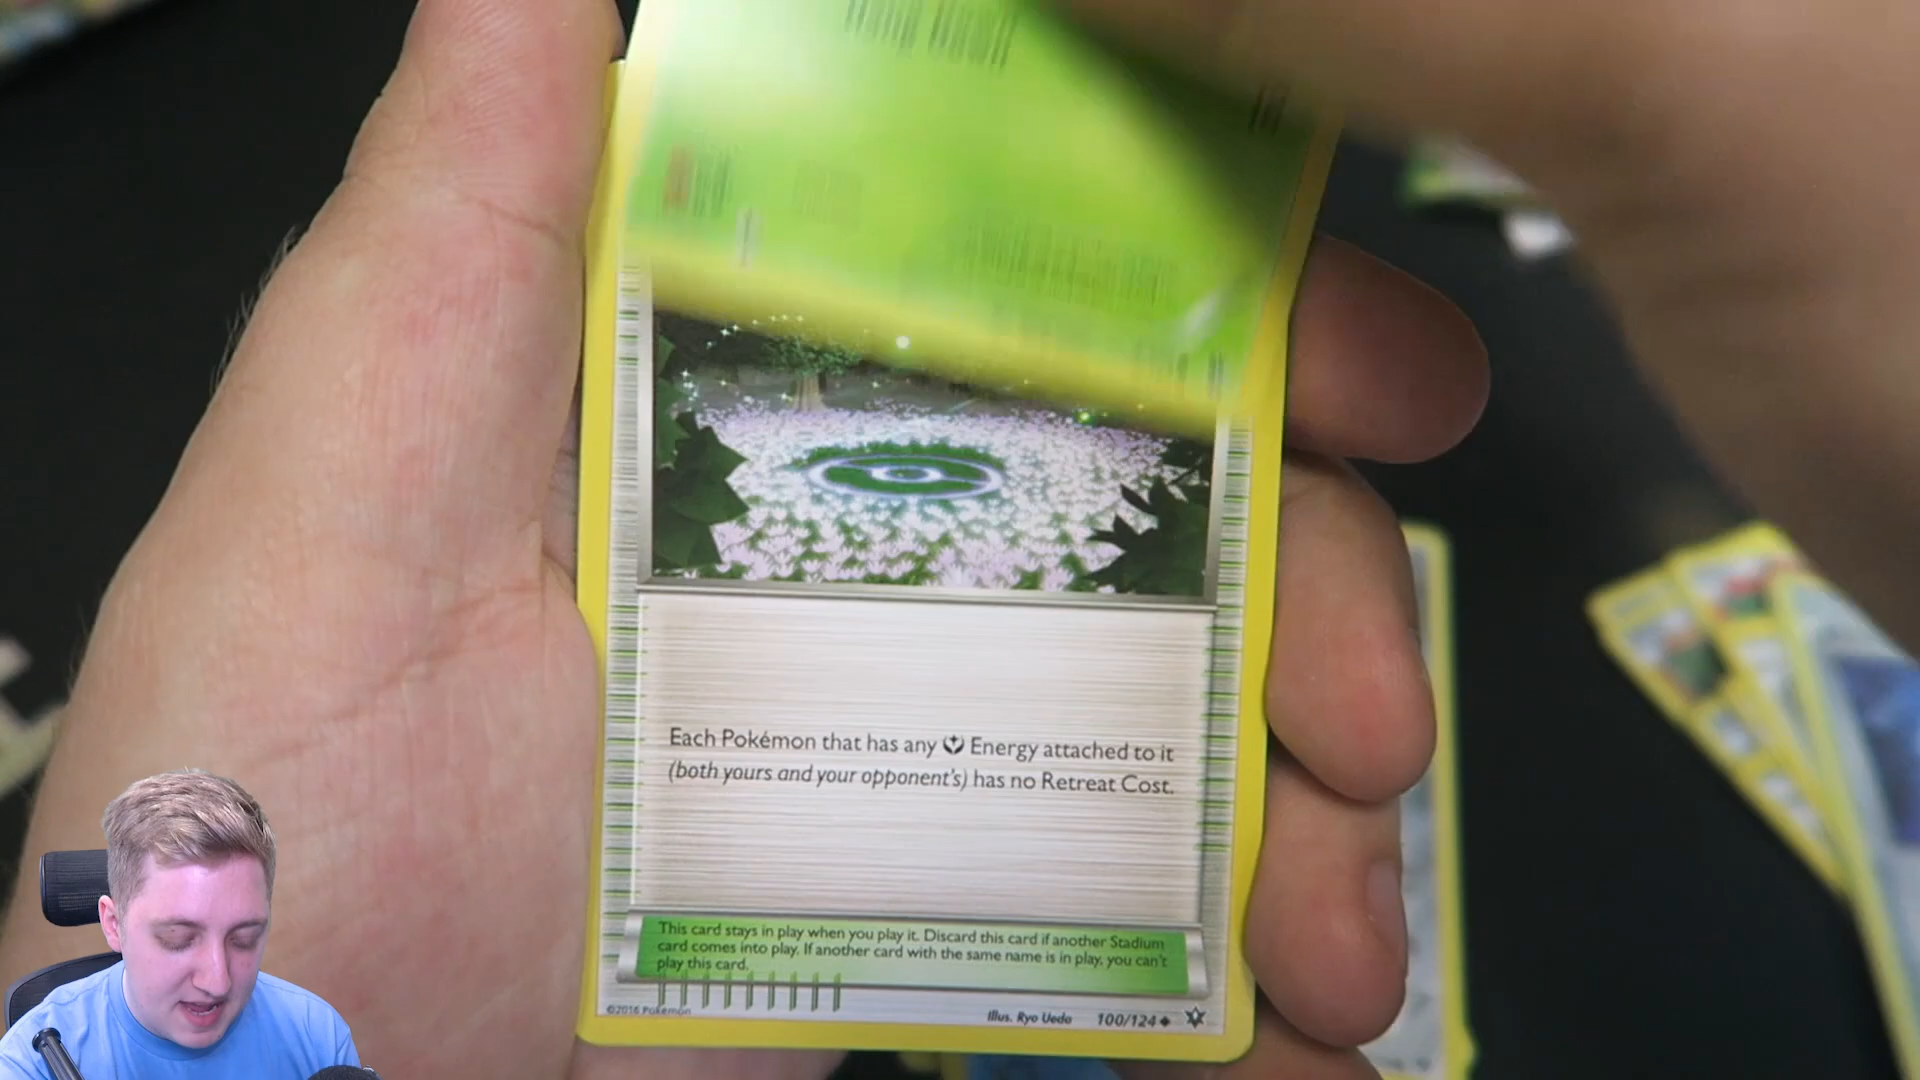 Each Pokémon that has any Energy attached to it
(both yours and your opponent's) has no Retreat Cost.
This card stays in play when you play it. Discard this card if another Stadium
card comes into play. If another card with the same name is in play, you can't
play this card.
©2016 Pokémon
Illus. Ryo Ueda 100/124